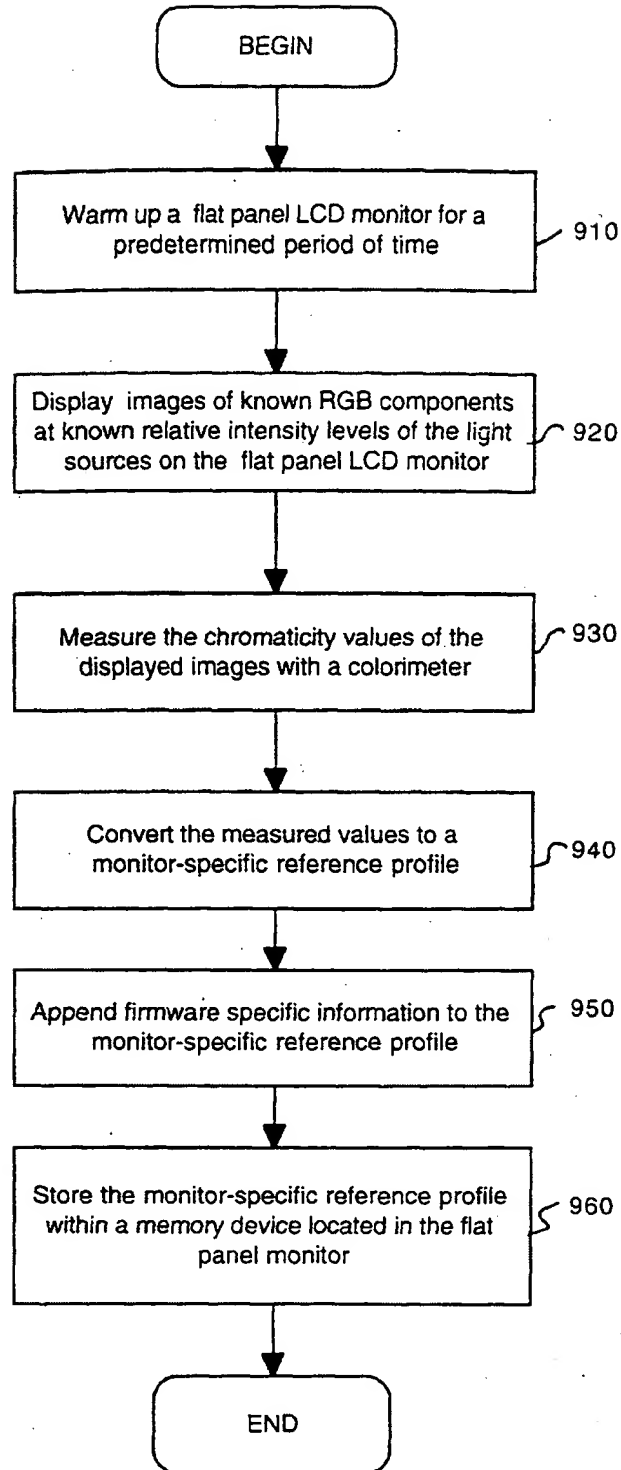 BEGIN
Warm up a flat panel LCD monitor for a
predetermined period of time
910
Display images of known RGB components
at known relative intensity levels of the light
sources on the flat panel LCD monitor
920
Measure the chromaticity values of the
displayed images with a colorimeter
930
Convert the measured values to a
monitor-specific reference profile
940
Append firmware specific information to the
monitor-specific reference profile
950
Store the monitor-specific reference profile
within a memory device located in the flat
panel monitor
960
END